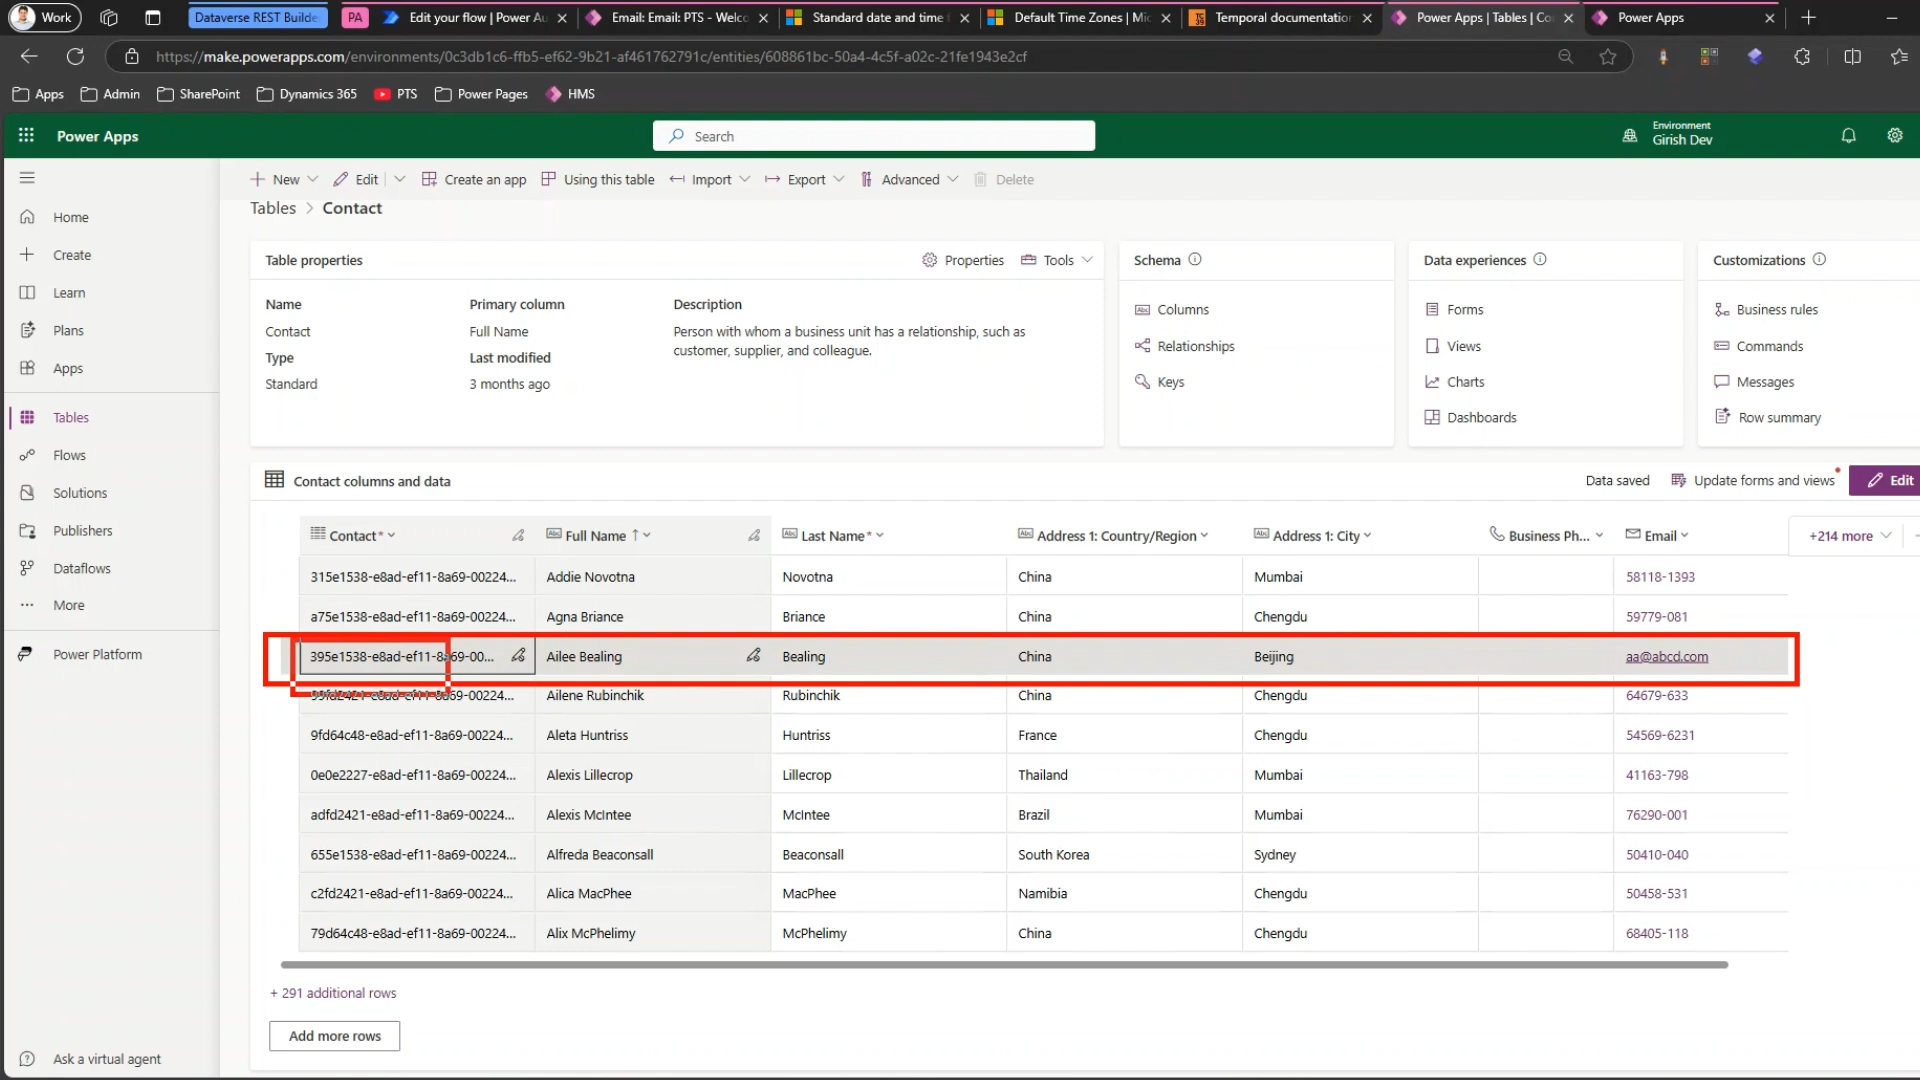 Work
Dataverse REST Builde
PA
Edit your flow | Power Au
Email: Email: PTS - Welco
Standard date and time f
Default Time Zones | Mic
Temporal documentation
Power Apps | Tables | Co
Power Apps
https://make.powerapps.com/environments/0c3db1c6-ffb5-ef62-9b21-af461762791c/entities/608861bc-50a4-4c5f-a02c-21fe1943e2cf
Apps
Admin
SharePoint
Dynamics 365
PTS
Power Pages
HMS
Power Apps
Search
Environment
Girish Dev
New
Edit
Create an app
Using this table
Import
Export
Advanced
Delete
Tables > Contact
Home
Create
Learn
Plans
Apps
Tables
Flows
Solutions
Publishers
Dataflows
More
Power Platform
Ask a virtual agent
Table properties
Properties
Tools
Name
Contact
Type
Standard
Primary column
Full Name
Last modified
3 months ago
Description
Person with whom a business unit has a relationship, such as
customer, supplier, and colleague.
Schema
Columns
Relationships
Keys
Data experiences
Forms
Views
Charts
Dashboards
Customizations
Business rules
Commands
Messages
Row summary
Contact columns and data
Data saved
Update forms and views
Edit
Contact* Full Name Last Name* Address 1: Country/Region Address 1: City Business Ph... Email +214 more
315e1538-e8ad-ef11-8a69-00224... Addie Novotna Novotna China Mumbai 58118-1393
a75e1538-e8ad-ef11-8a69-00224... Agna Briance Briance China Chengdu 59779-081
395e1538-e8ad-ef11-8a69-00... Ailee Bealing Bealing China Beijing aa@abcd.com
99fd2421-e8ad-ef11-8a69-00224... Ailene Rubinchik Rubinchik China Chengdu 64679-633
9fd64c48-e8ad-ef11-8a69-00224... Aleta Huntriss Huntriss France Chengdu 54569-6231
0e0e2227-e8ad-ef11-8a69-00224... Alexis Lillecrop Lillecrop Thailand Mumbai 41163-798
adfd2421-e8ad-ef11-8a69-00224... Alexis McIntee McIntee Brazil Mumbai 76290-001
655e1538-e8ad-ef11-8a69-00224... Alfreda Beaconsall Beaconsall South Korea Sydney 50410-040
c2fd2421-e8ad-ef11-8a69-00224... Alica MacPhee MacPhee Namibia Chengdu 50458-531
79d64c48-e8ad-ef11-8a69-00224... Alix McPhelimy McPhelimy China Chengdu 68405-118
+ 291 additional rows
Add more rows